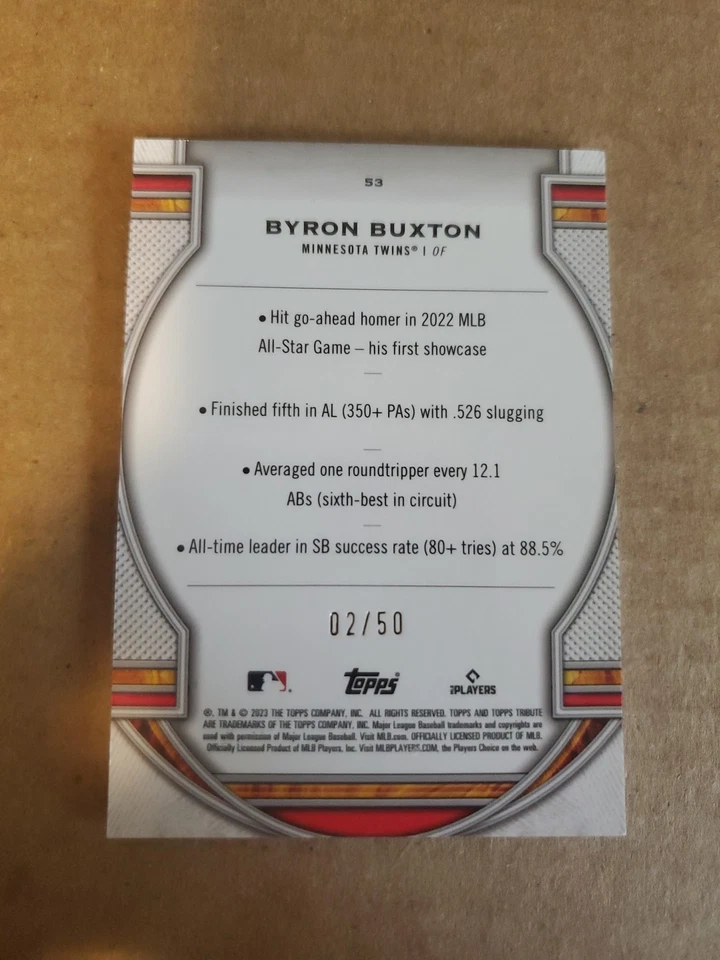 53
BYRON BUXTON
MINNESOTA TWINS® | OF
• Hit go-ahead homer in 2022 MLB
All-Star Game – his first showcase
• Finished fifth in AL (350+ PAs) with .526 slugging
• Averaged one roundtripper every 12.1
ABs (sixth-best in circuit)
• All-time leader in SB success rate (80+ tries) at 88.5%
02/50
Topps
PLAYERS
®, TM & © 2023 THE TOPPS COMPANY, INC. ALL RIGHTS RESERVED. TOPPS AND TOPPS TRIBUTE
ARE TRADEMARKS OF THE TOPPS COMPANY, INC. Major League Baseball trademarks and copyrights are
used with permission of Major League Baseball. Visit MLB.com. OFFICIALLY LICENSED PRODUCT OF MLB.
Officially Licensed Product of MLB Players, Inc. Visit MLBPLAYERS.COM, the Players Choice on the web.